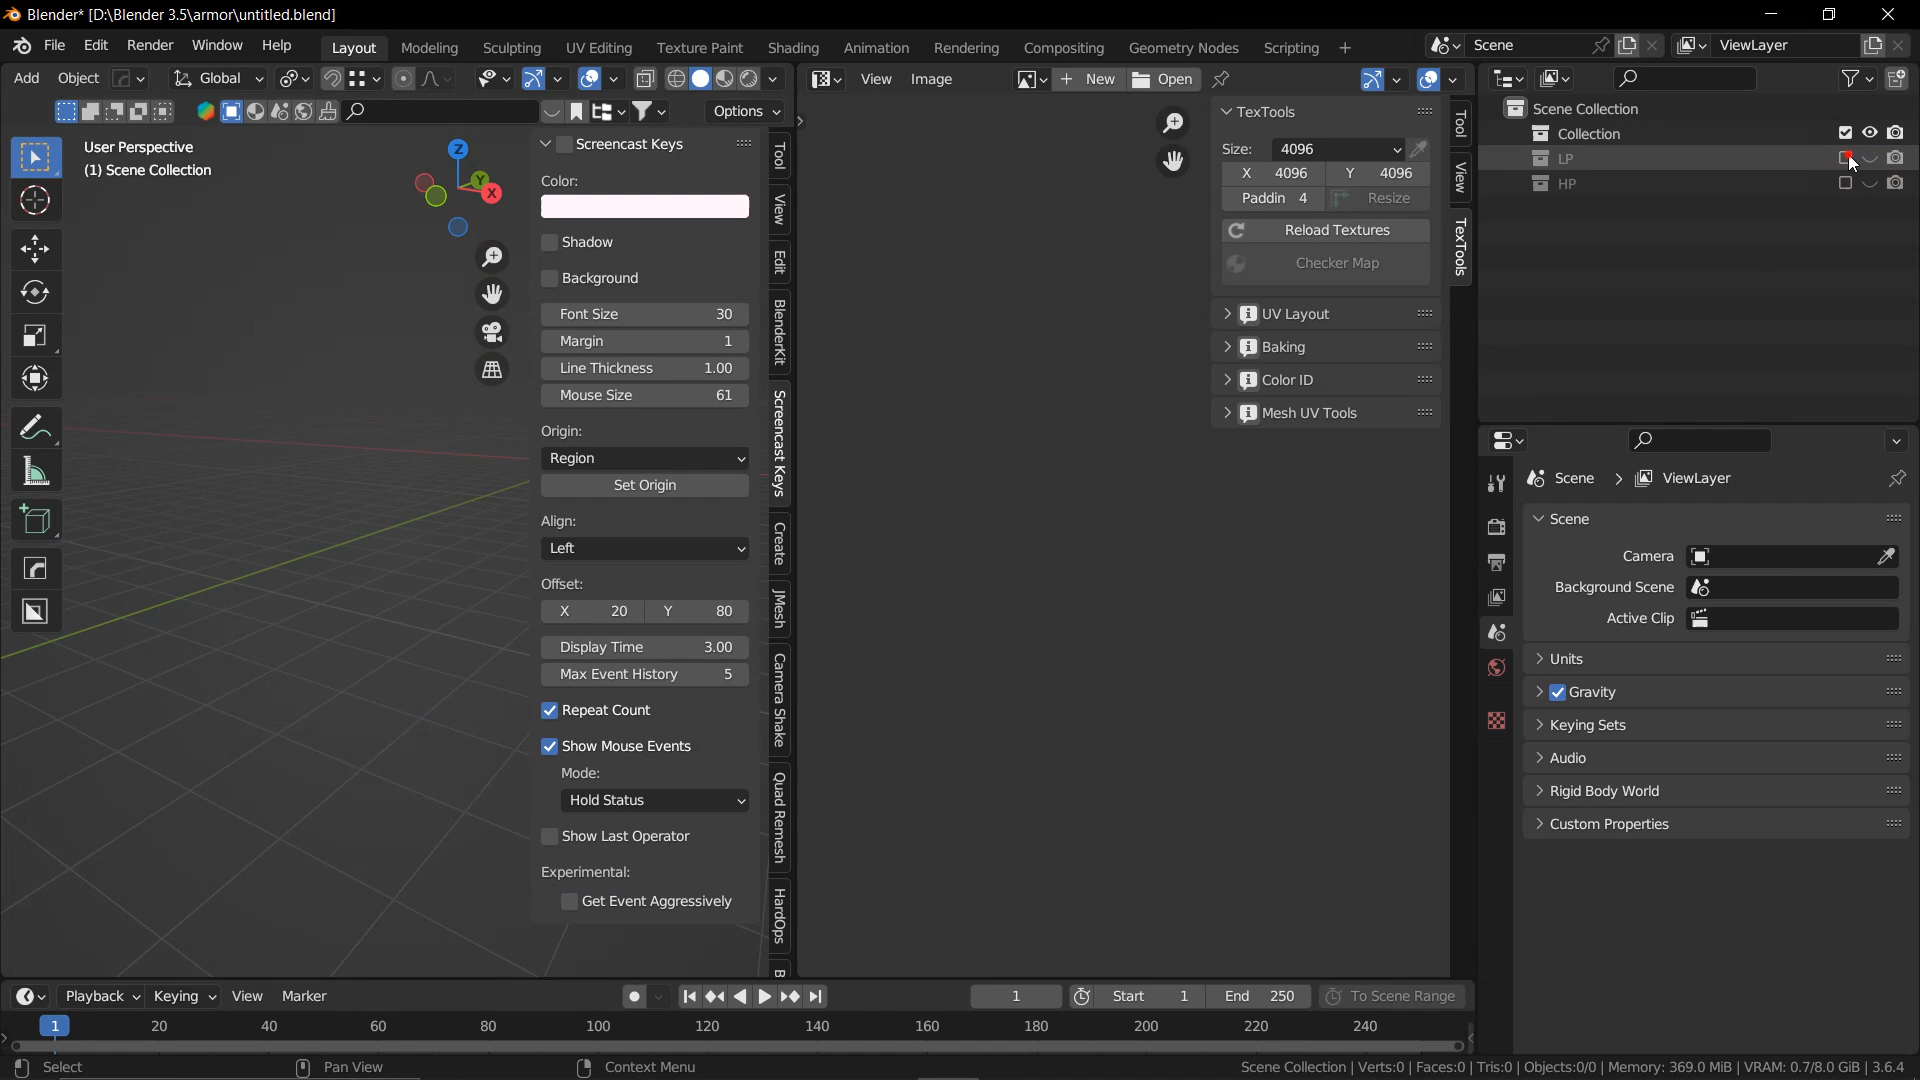 Blender* [D:\Blender 3.5\armor\untitled.blend]
File Edit Render Window Help Layout Modeling Sculpting UV Editing Texture Paint Shading Animation Rendering Compositing Geometry Nodes Scripting + Scene ViewLayer
Add Object Global View Image + New Open
Options
User Perspective
(1) Scene Collection
Z
Y
X
Screencast Keys
Color:
Shadow
Background
Font Size 30
Margin 1
Line Thickness 1.00
Mouse Size 61
Origin:
Region
Set Origin
Align:
Left
Offset:
X 20 Y 80
Display Time 3.00
Max Event History 5
Repeat Count
Show Mouse Events
Mode:
Hold Status
Show Last Operator
Experimental:
Get Event Aggressively
Tool
View
Edit
BlenderKit
Screencast Keys
Create
JMesh
Camera Shake
Quad Remesh
HardOps
B
TexTools
Size: 4096
X 4096 Y 4096
Paddin 4 Resize
Reload Textures
Checker Map
UV Layout
Baking
Color ID
Mesh UV Tools
Tool
View
TexTools
Scene Collection
Collection
LP
HP
Scene > ViewLayer
Scene
Camera
Background Scene
Active Clip
Units
Gravity
Keying Sets
Audio
Rigid Body World
Custom Properties
Playback Keying View Marker 1 Start 1 End 250 To Scene Range
1 20 40 60 80 100 120 140 160 180 200 220 240
Select Pan View Context Menu Scene Collection | Verts:0 | Faces:0 | Tris:0 | Objects:0/0 | Memory: 369.0 MiB | VRAM: 0.7/8.0 GiB | 3.6.4